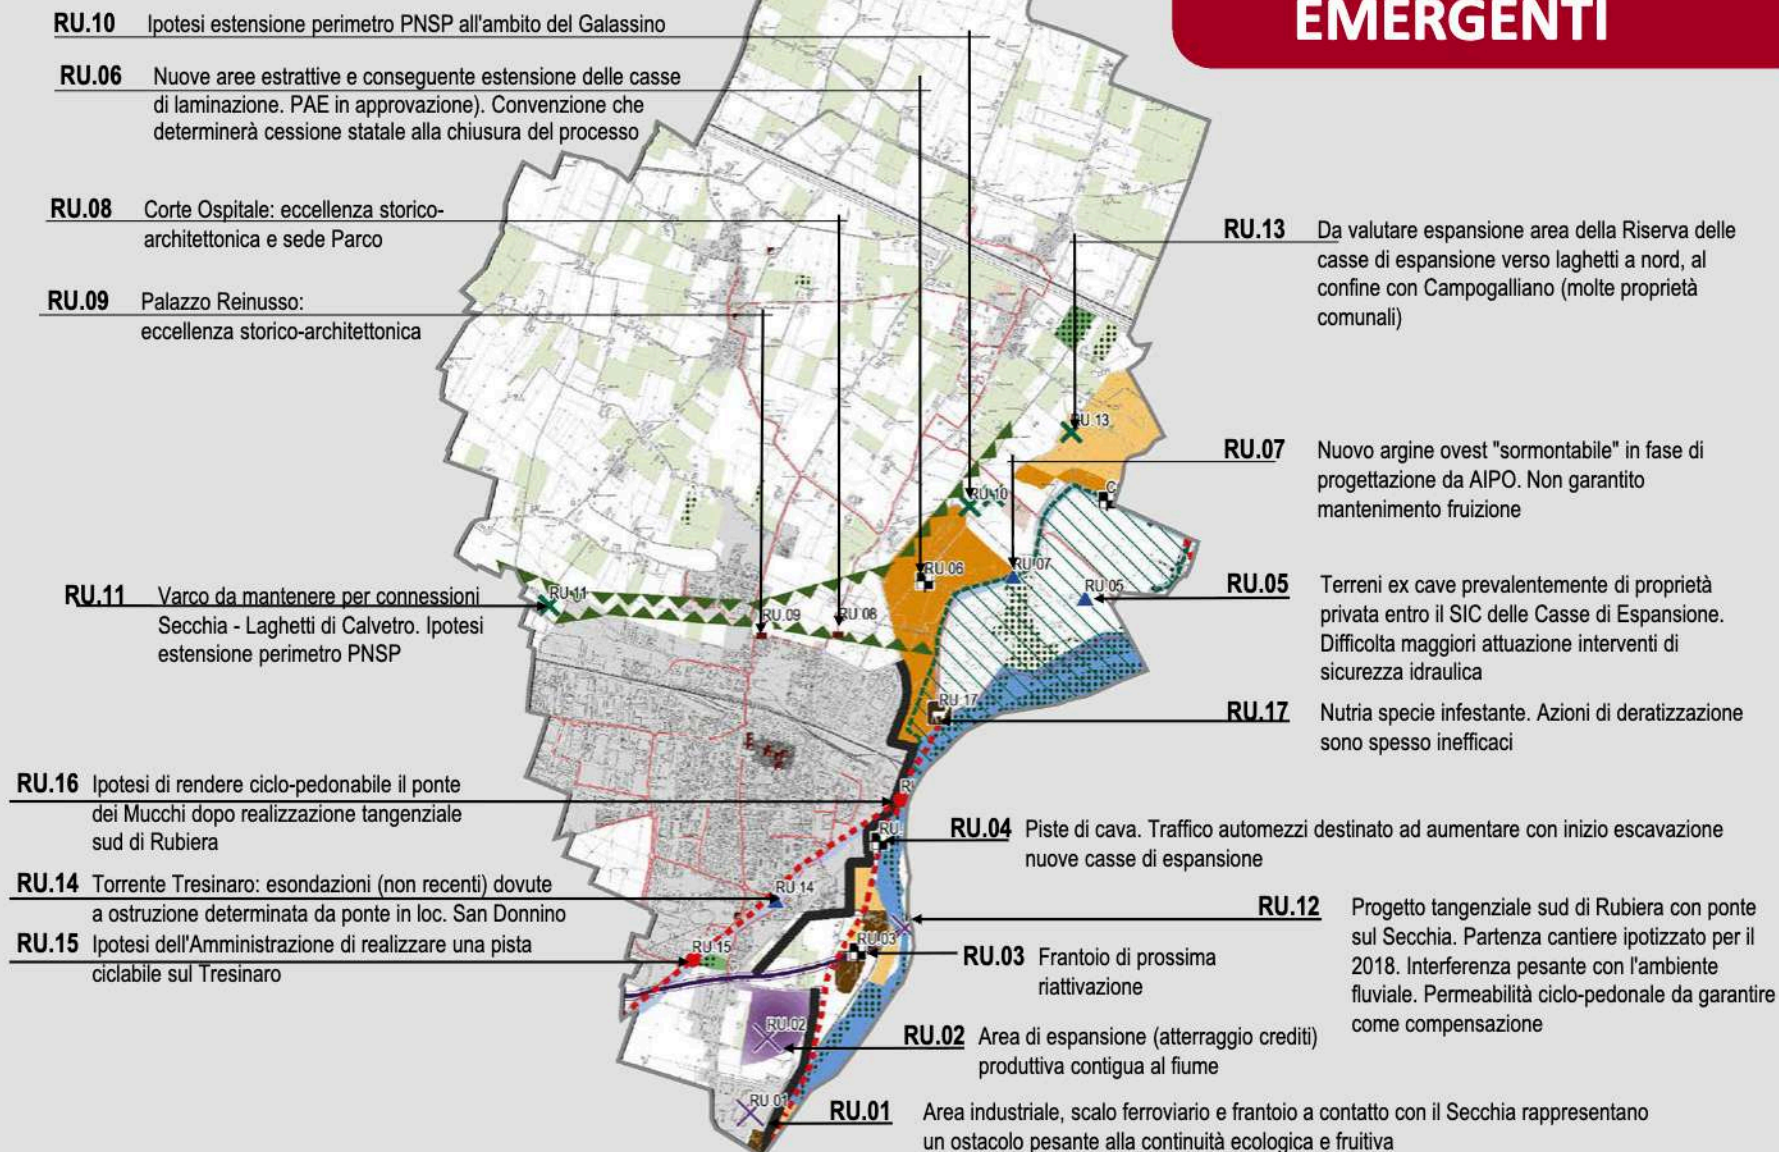 EMERGENTI
RU.10 Ipotesi estensione perimetro PNSP all'ambito del Galassino
RU.06 Nuove aree estrattive e conseguente estensione delle casse
di laminazione. PAE in approvazione). Convenzione che
determinerà cessione statale alla chiusura del processo
RU.08 Corte Ospitale: eccellenza storico-
architettonica e sede Parco
RU.09 Palazzo Reinusso:
eccellenza storico-architettonica
RU.11 Varco da mantenere per connessioni
Secchia - Laghetti di Calvetro. Ipotesi
estensione perimetro PNSP
RU.16 Ipotesi di rendere ciclo-pedonabile il ponte
dei Mucchi dopo realizzazione tangenziale
sud di Rubiera
RU.14 Torrente Tresinaro: esondazioni (non recenti) dovute
a ostruzione determinata da ponte in loc. San Donnino
RU.15 Ipotesi dell'Amministrazione di realizzare una pista
ciclabile sul Tresinaro
RU.13 Da valutare espansione area della Riserva delle
casse di espansione verso laghetti a nord, al
confine con Campogalliano (molte proprietà
comunali)
RU.07 Nuovo argine ovest "sormontabile" in fase di
progettazione da AIPO. Non garantito
mantenimento fruizione
RU.05 Terreni ex cave prevalentemente di proprietà
privata entro il SIC delle Casse di Espansione.
Difficolta maggiori attuazione interventi di
sicurezza idraulica
RU.17 Nutria specie infestante. Azioni di deratizzazione
sono spesso inefficaci
RU.04 Piste di cava. Traffico automezzi destinato ad aumentare con inizio escavazione
nuove casse di espansione
RU.12 Progetto tangenziale sud di Rubiera con ponte
sul Secchia. Partenza cantiere ipotizzato per il
2018. Interferenza pesante con l'ambiente
fluviale. Permeabilità ciclo-pedonale da garantire
come compensazione
RU.03 Frantoio di prossima
riattivazione
RU.02 Area di espansione (atterraggio crediti)
produttiva contigua al fiume
RU.01 Area industriale, scalo ferroviario e frantoio a contatto con il Secchia rappresentano
un ostacolo pesante alla continuità ecologica e fruitiva
RU.13
RU.10
C
RU.06
RU.07
RU.05
RU.11
RU.09
RU.08
RU.17
RU.
RU.14
RU.15
RU.03
RU.02
RU.01